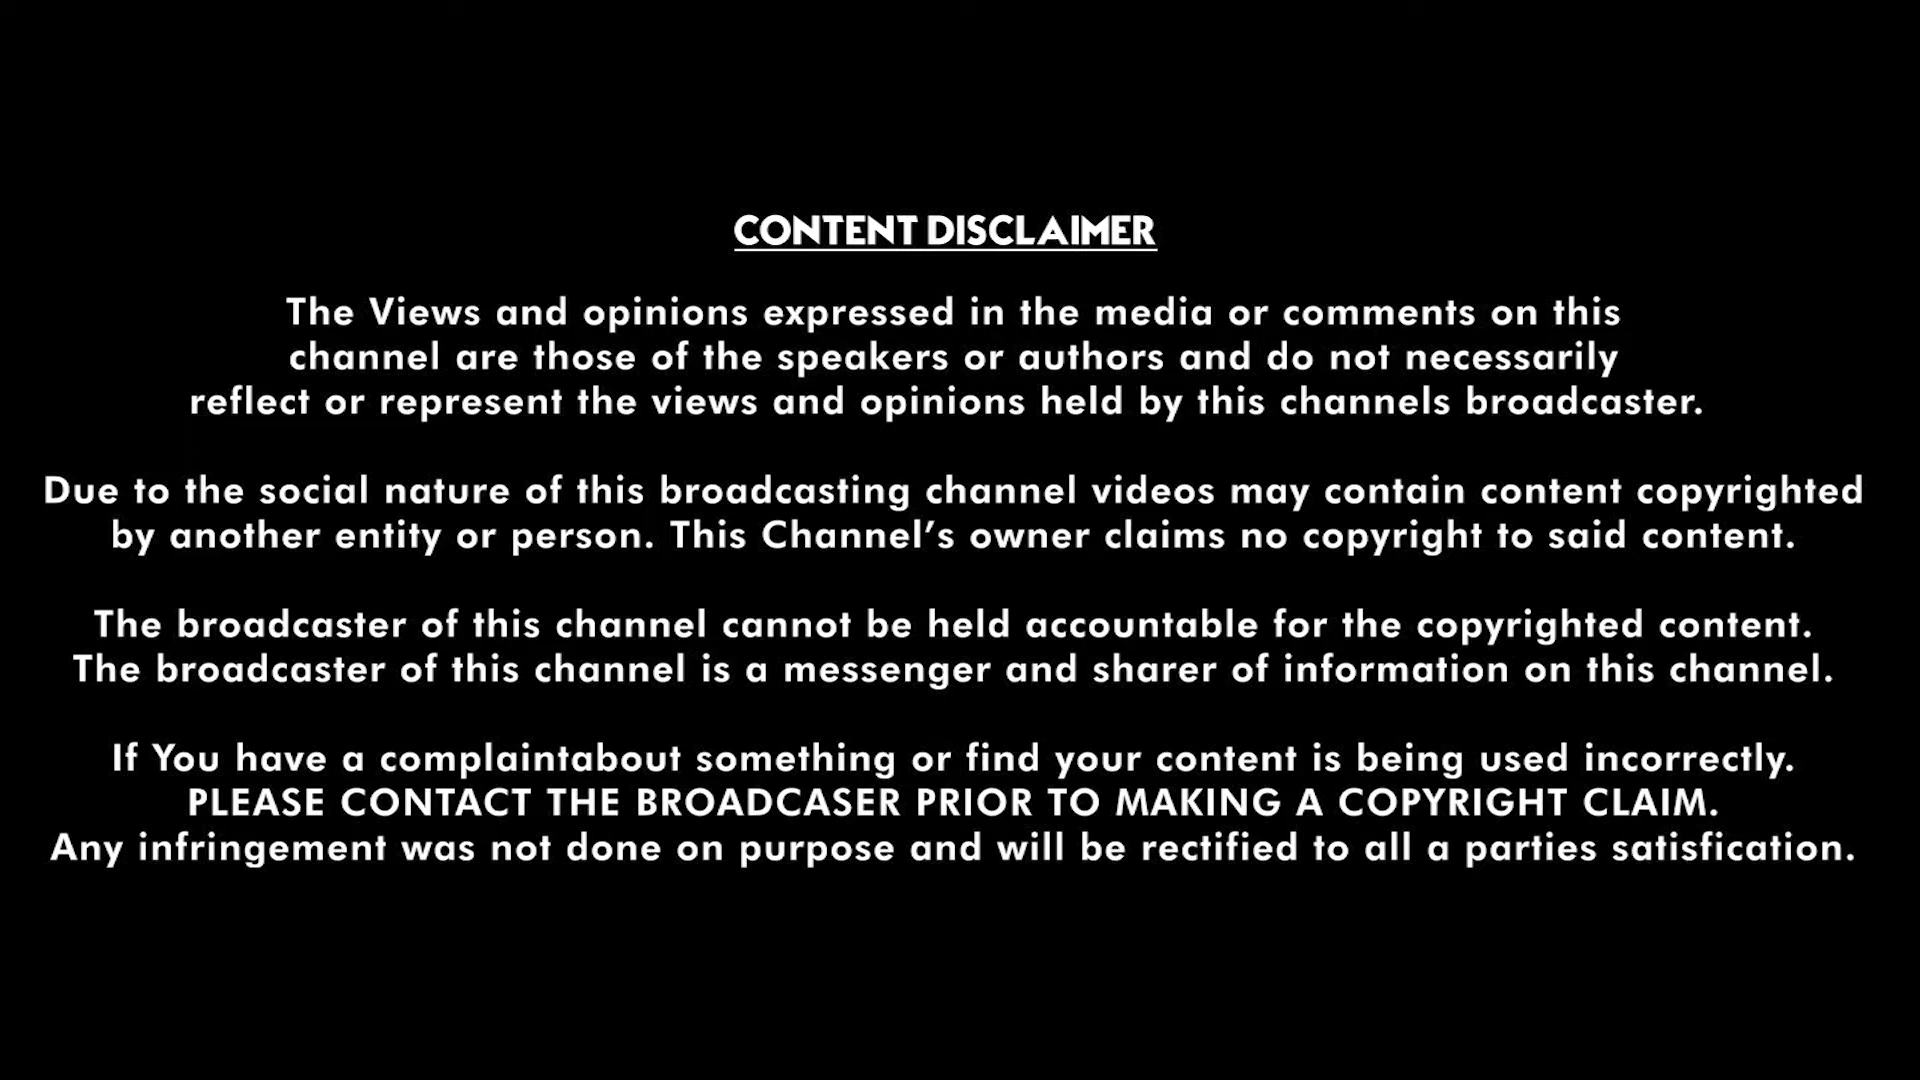 CONTENT DISCLAIMER
The Views and opinions expressed in the media or comments on this
channel are those of the speakers or authors and do not necessarily
reflect or represent the views and opinions held by this channels broadcaster.
Due to the social nature of this broadcasting channel videos may contain content copyrighted
by another entity or person. This Channel’s owner claims no copyright to said content.
The broadcaster of this channel cannot be held accountable for the copyrighted content.
The broadcaster of this channel is a messenger and sharer of information on this channel.
If You have a complaintabout something or find your content is being used incorrectly.
PLEASE CONTACT THE BROADCASER PRIOR TO MAKING A COPYRIGHT CLAIM.
Any infringement was not done on purpose and will be rectified to all a parties satisfication.